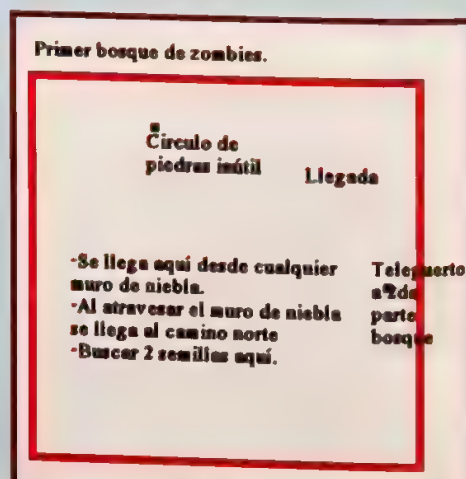 Primer bosque de zombies.
Círculo de
piedras inútil
Llegada
-Se llega aquí desde cualquier
muro de niebla.
-Al atravesar el muro de niebla
se llega al camino norte
-Buscar 2 semillas aquí.
Telepuerto
a 2da
parte
bosque